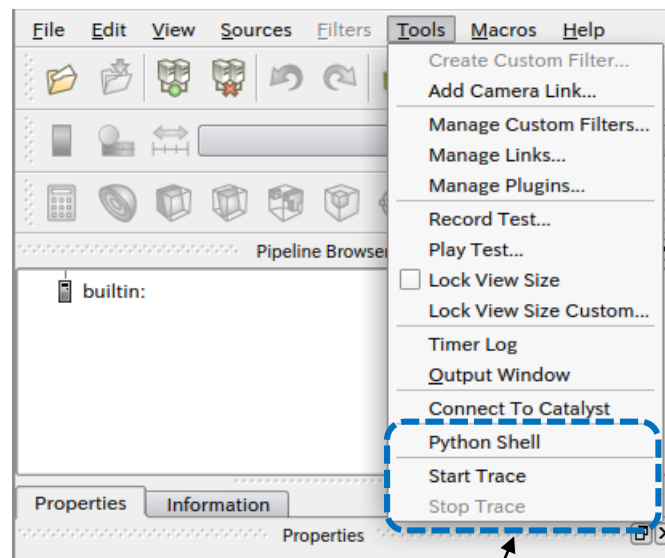 File Edit View Sources Filters Tools Macros Help
Create Custom Filter...
Add Camera Link...
Manage Custom Filters...
Manage Links...
Manage Plugins...
Record Test...
Play Test...
Lock View Size
Lock View Size Custom...
Timer Log
Output Window
Connect To Catalyst
Python Shell
Start Trace
Stop Trace
Pipeline Browser
builtin:
Properties Information
Properties